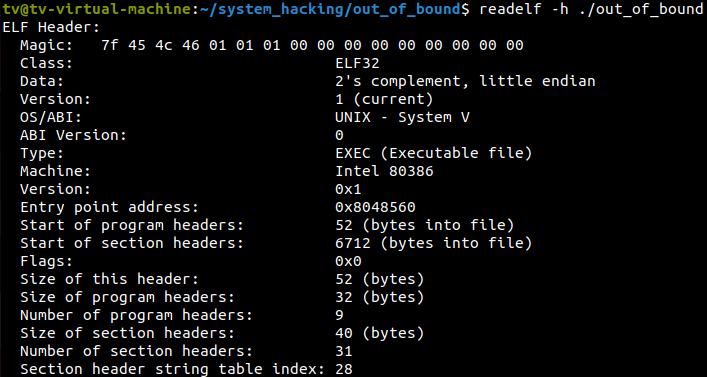 tv@tv-virtual-machine:~/system_hacking/out_of_bound$ readelf -h ./out_of_bound
ELF Header:
  Magic:   7f 45 4c 46 01 01 01 00 00 00 00 00 00 00 00 00
  Class:                             ELF32
  Data:                              2's complement, little endian
  Version:                           1 (current)
  OS/ABI:                            UNIX - System V
  ABI Version:                       0
  Type:                              EXEC (Executable file)
  Machine:                           Intel 80386
  Version:                           0x1
  Entry point address:               0x8048560
  Start of program headers:          52 (bytes into file)
  Start of section headers:          6712 (bytes into file)
  Flags:                             0x0
  Size of this header:               52 (bytes)
  Size of program headers:           32 (bytes)
  Number of program headers:         9
  Size of section headers:           40 (bytes)
  Number of section headers:         31
  Section header string table index: 28